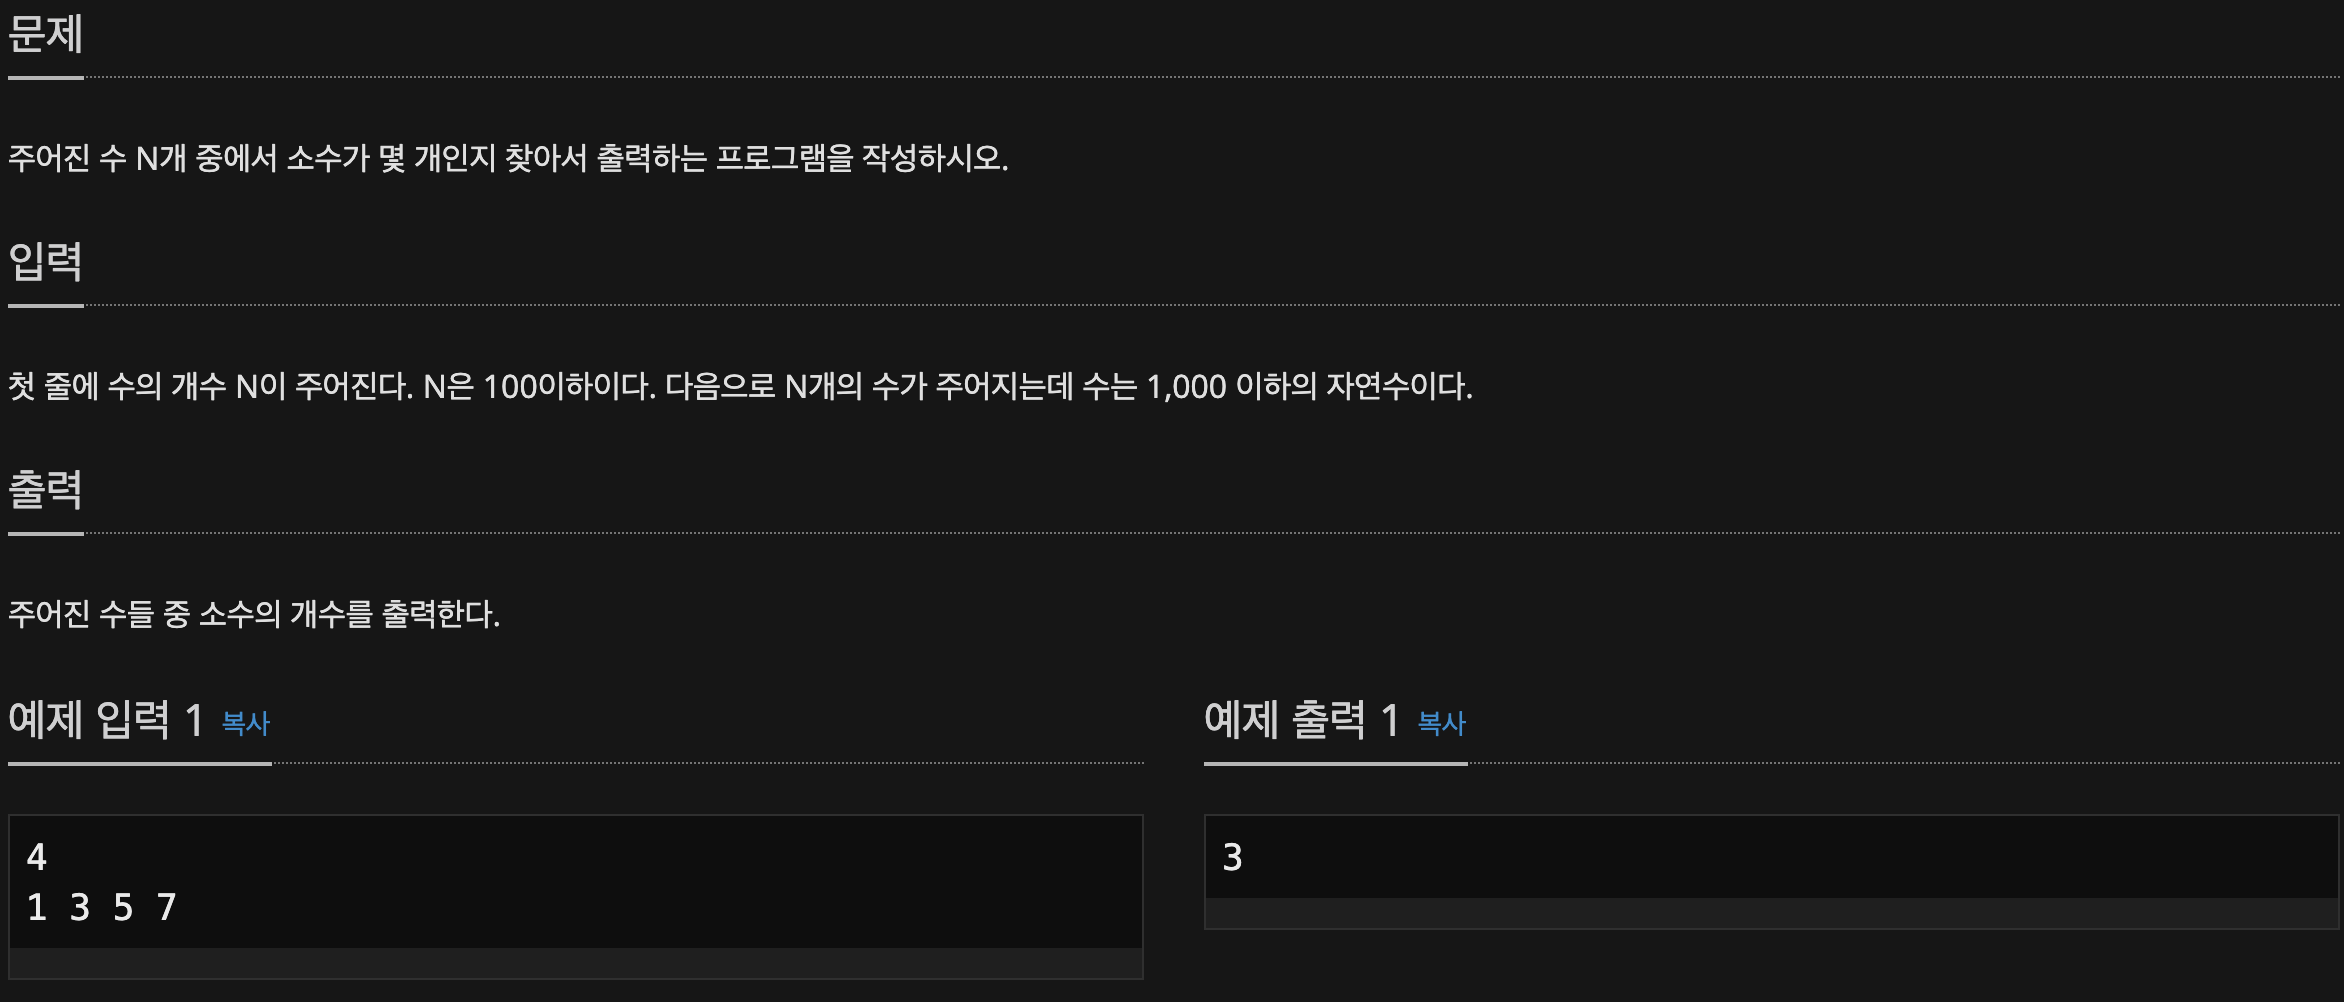 문제
주어진 수 N개 중에서 소수가 몇 개인지 찾아서 출력하는 프로그램을 작성하시오.
입력
첫 줄에 수의 개수 N이 주어진다. N은 100이하이다. 다음으로 N개의 수가 주어지는데 수는 1,000 이하의 자연수이다.
출력
주어진 수들 중 소수의 개수를 출력한다.
예제 입력 1 복사
4
1 3 5 7
예제 출력 1 복사
3